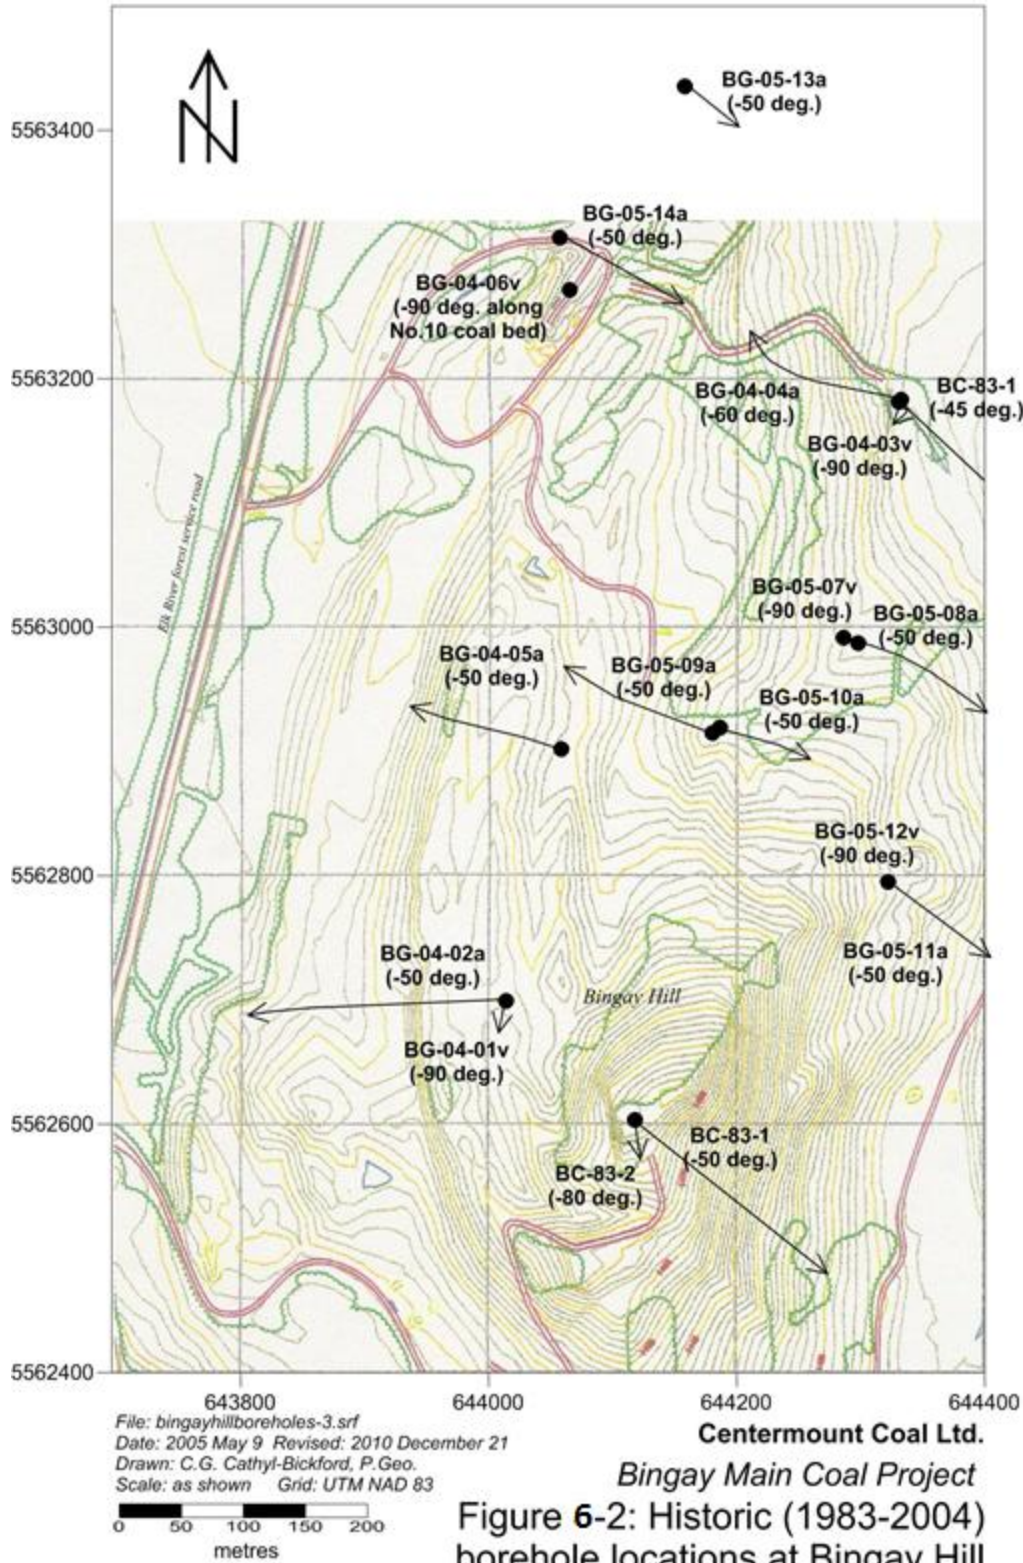 BG-05-13a
(-50 deg.)
5563400
N
BG-05-14a
(-50 deg.)
BG-04-06v
(-90 deg. along
No.10 coal bed)
5563200
BG-04-04a
(-60 deg.)
BC-83-1
(-45 deg.)
BG-04-03v
(-90 deg.)
Elk River forest service road
BG-05-07v
(-90 deg.)
BG-05-08a
(-50 deg.)
5563000
BG-04-05a
(-50 deg.)
BG-05-09a
(-50 deg.)
BG-05-10a
(-50 deg.)
BG-05-12v
(-90 deg.)
5562800
BG-04-02a
(-50 deg.)
BG-05-11a
(-50 deg.)
Bingay Hill
BG-04-01v
(-90 deg.)
5562600
BC-83-1
(-50 deg.)
BC-83-2
(-80 deg.)
5562400
643800 644000 644200 644400
File: bingayhillboreholes-3.srf
Date: 2005 May 9 Revised: 2010 December 21
Drawn: C.G. Cathyl-Bickford, P.Geo.
Scale: as shown Grid: UTM NAD 83
0 50 100 150 200
metres
Centermount Coal Ltd.
Bingay Main Coal Project
Figure 6-2: Historic (1983-2004)
borehole locations at Bingay Hill